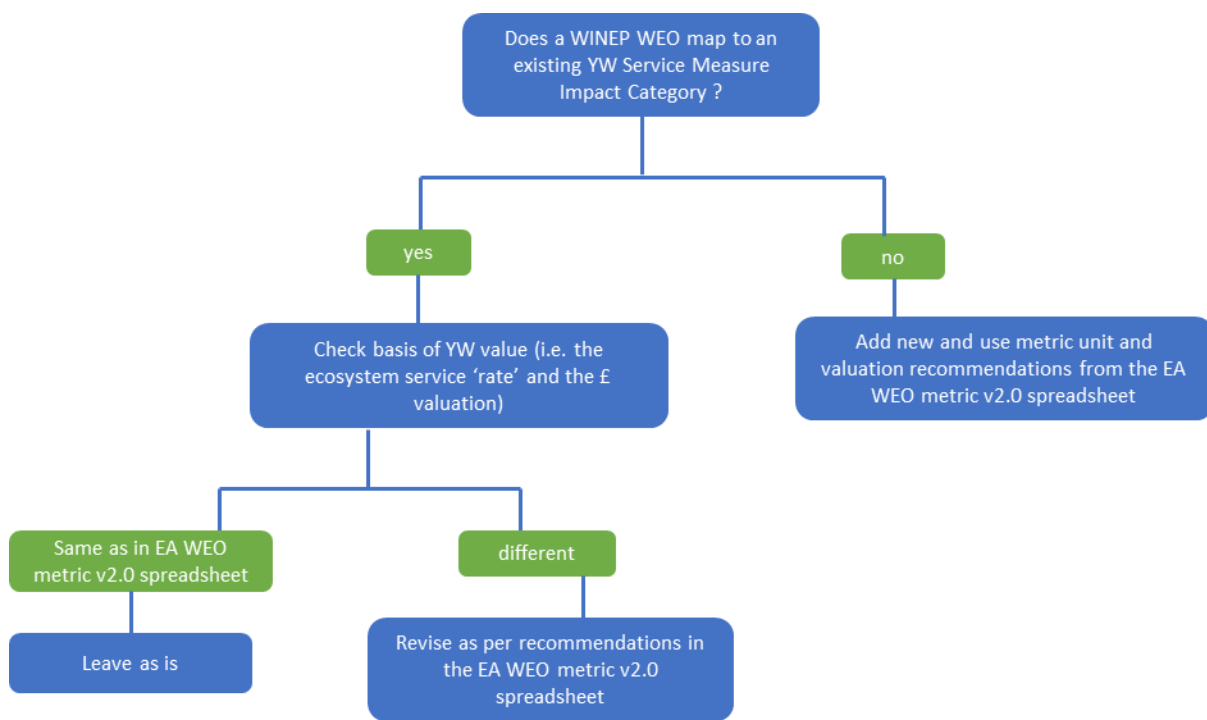 Does a WINEP WEO map to an
existing YW Service Measure
Impact Category ?
yes
no
Check basis of YW value (i.e. the
ecosystem service ‘rate’ and the £
valuation)
Add new and use metric unit and
valuation recommendations from the EA
WEO metric v2.0 spreadsheet
Same as in EA WEO
metric v2.0 spreadsheet
different
Leave as is
Revise as per recommendations in
the EA WEO metric v2.0
spreadsheet